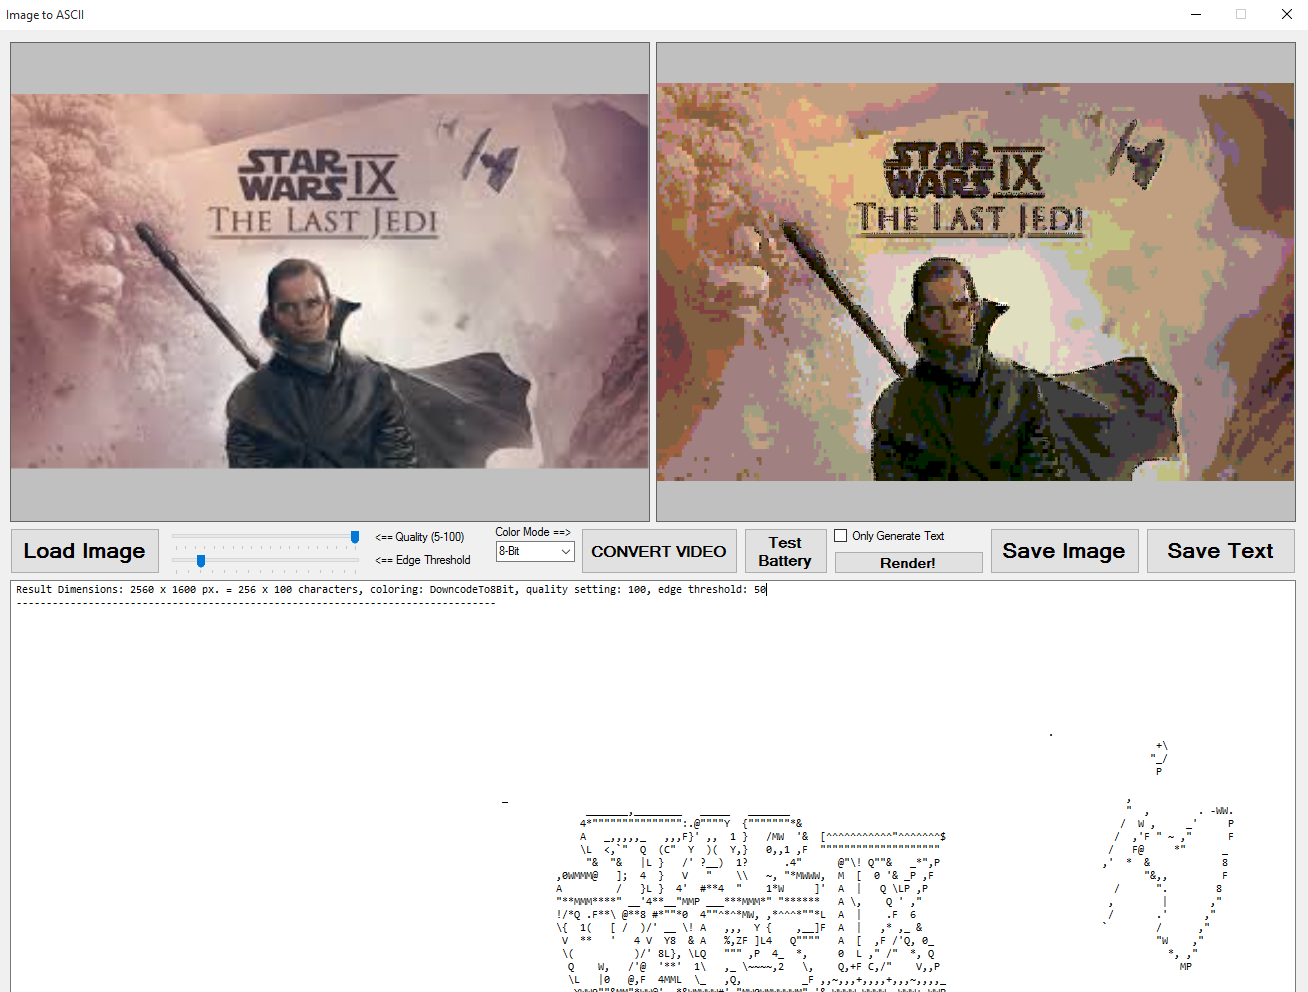 Image to ASCII
STAR
WARS IX
THE LAST JEDI
STAR
WARS IX
THE LAST JEDI
Load Image
<== Quality (5-100)
<== Edge Threshold
Color Mode ==>
8-Bit
CONVERT VIDEO
Test
Battery
Only Generate Text
Render!
Save Image
Save Text
Result Dimensions: 2560 x 1600 px. = 256 x 100 characters, coloring: DowncodeTo8Bit, quality setting: 100, edge threshold: 50